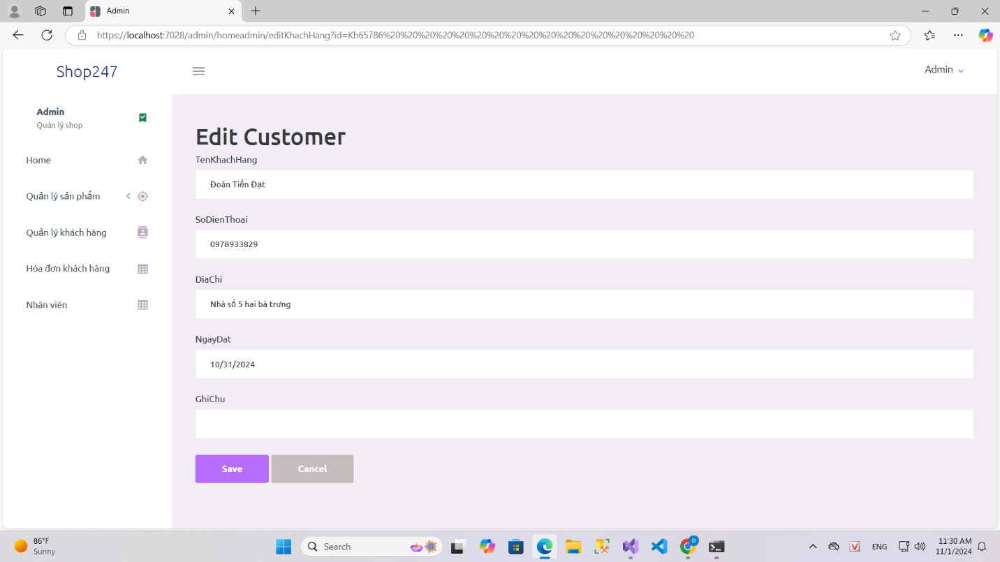 Admin
https://localhost:7028/admin/homeadmin/editKhachHang?id=Kh65786%20%20%20%20%20%20%20%20%20%20%20%20%20%20%20%20%20%20
Shop247
Admin
Admin
Quản lý shop
Home
Quản lý sản phẩm
Quản lý khách hàng
Hóa đơn khách hàng
Nhân viên
Edit Customer
TenKhachHang
Đoàn Tiến Đạt
SoDienThoai
0978933829
DiaChi
Nhà số 5 hai bà trưng
NgayDat
10/31/2024
GhiChu
Save Cancel
86°F
Sunny
Search
Đ
V
ENG
11:30 AM
11/1/2024